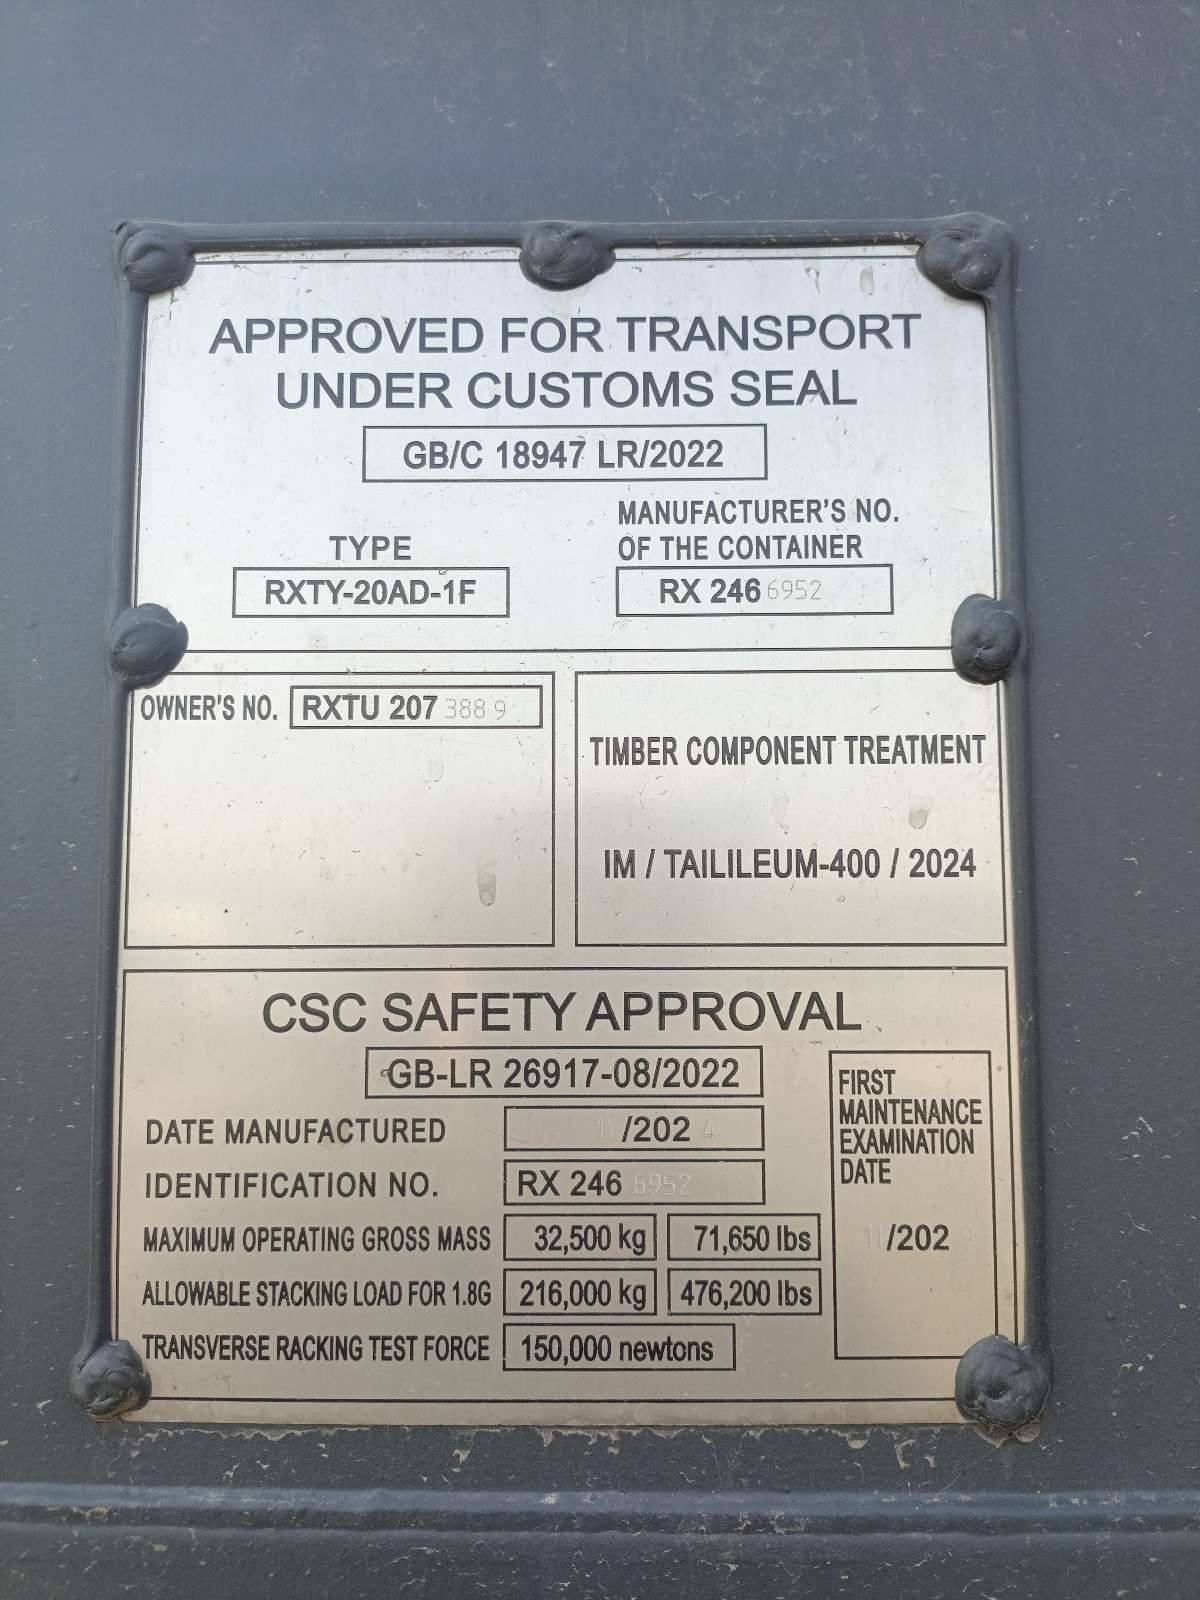 APPROVED FOR TRANSPORT
UNDER CUSTOMS SEAL
GB/C 18947 LR/2022
TYPE
RXTY-20AD-1F
MANUFACTURER'S NO.
OF THE CONTAINER
RX 246 6952
OWNER'S NO. RXTU 207 388 9
TIMBER COMPONENT TREATMENT
IM / TAILILEUM-400 / 2024
CSC SAFETY APPROVAL
GB-LR 26917-08/2022
DATE MANUFACTURED 11/202 4
IDENTIFICATION NO. RX 246 6952
MAXIMUM OPERATING GROSS MASS 32,500 kg 71,650 lbs
ALLOWABLE STACKING LOAD FOR 1.8G 216,000 kg 476,200 lbs
TRANSVERSE RACKING TEST FORCE 150,000 newtons
FIRST
MAINTENANCE
EXAMINATION
DATE
11/202